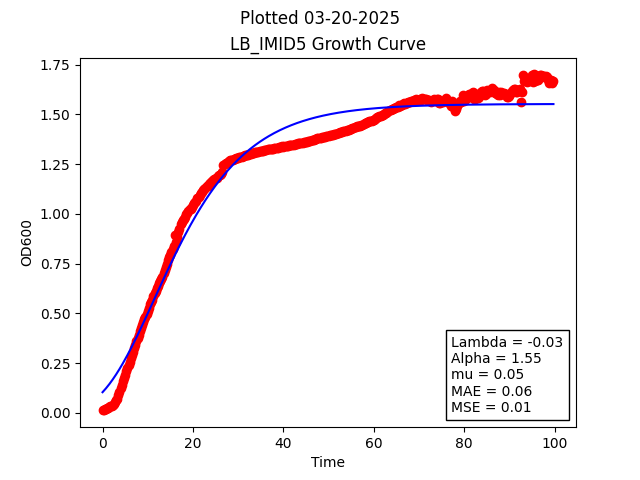 Plotted 03-20-2025
LB_IMID5 Growth Curve
1.75
1.50
1.25
1.00
0.75
0.50
0.25
0.00
OD600
0 20 40 60 80 100
Time
Lambda = -0.03
Alpha = 1.55
mu = 0.05
MAE = 0.06
MSE = 0.01